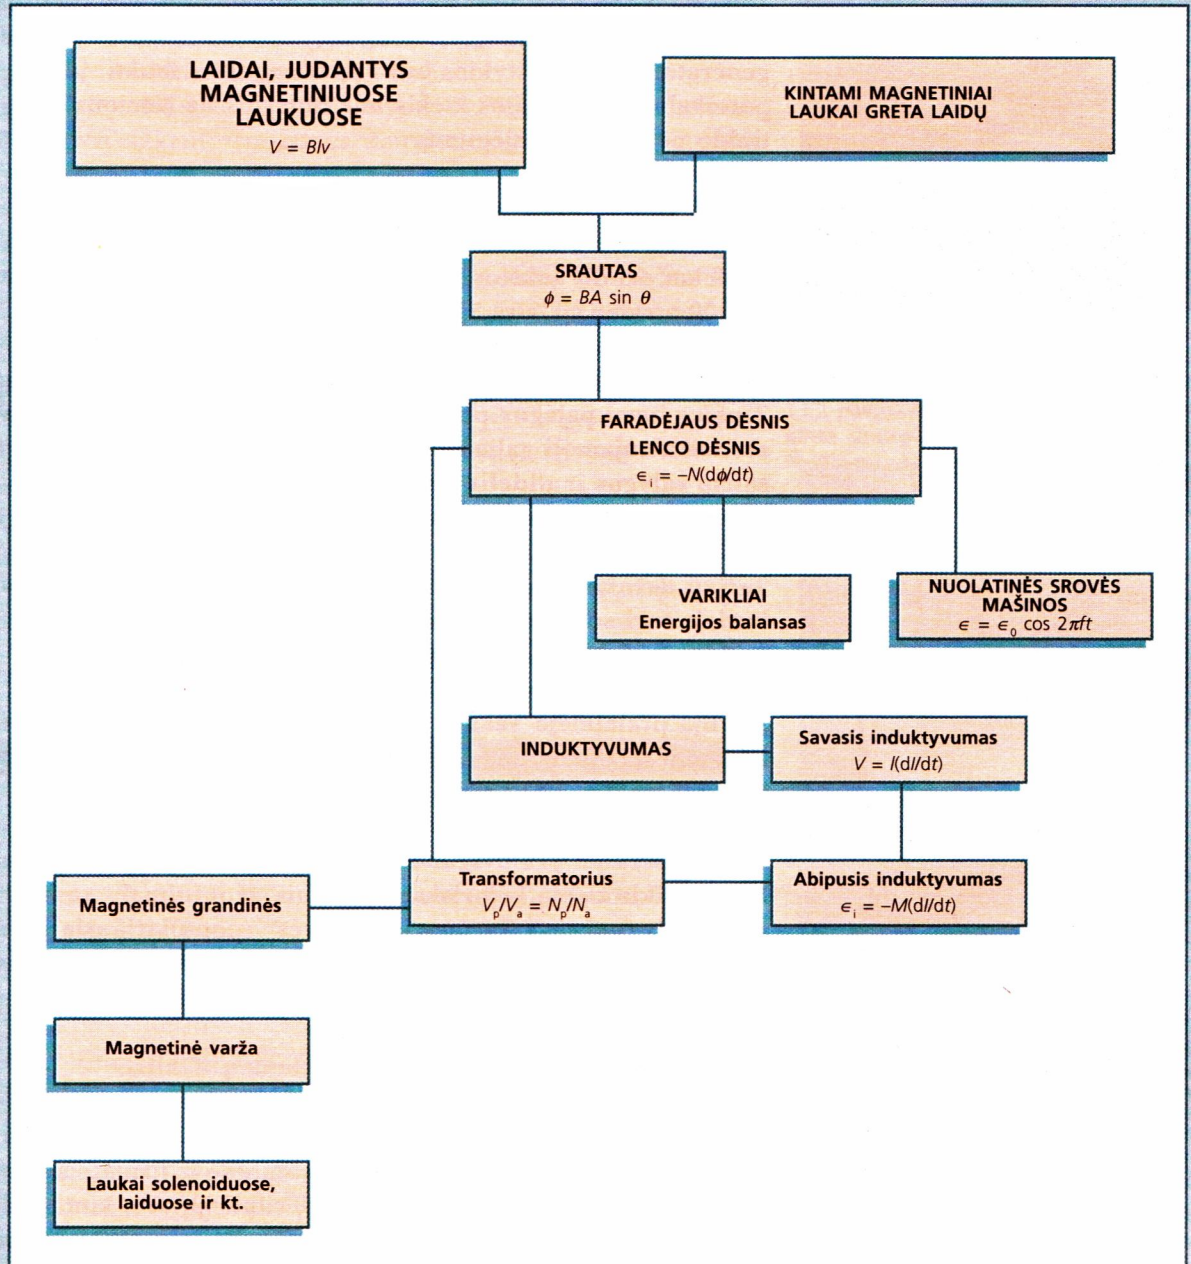 LAIDAI, JUDANTYS
MAGNETINIUOSE
LAUKUOSE
V = Blv
KINTAMI MAGNETINIAI
LAUKAI GRETA LAIDŲ
SRAUTAS
ϕ = BA sin θ
FARADĖJAUS DĖSNIS
LENCO DĖSNIS
ϵᵢ = –N(dϕ/dt)
VARIKLIAI
Energijos balansas
NUOLATINĖS SROVĖS
MAŠINOS
ϵ = ϵ₀ cos 2πft
INDUKTYVUMAS
Savasis induktyvumas
V = l(dI/dt)
Transformatorius
Vₚ/Vₐ = Nₚ/Nₐ
Abipusis induktyvumas
ϵᵢ = –M(dI/dt)
Magnetinės grandinės
Magnetinė varža
Laukai solenoiduose,
laiduose ir kt.